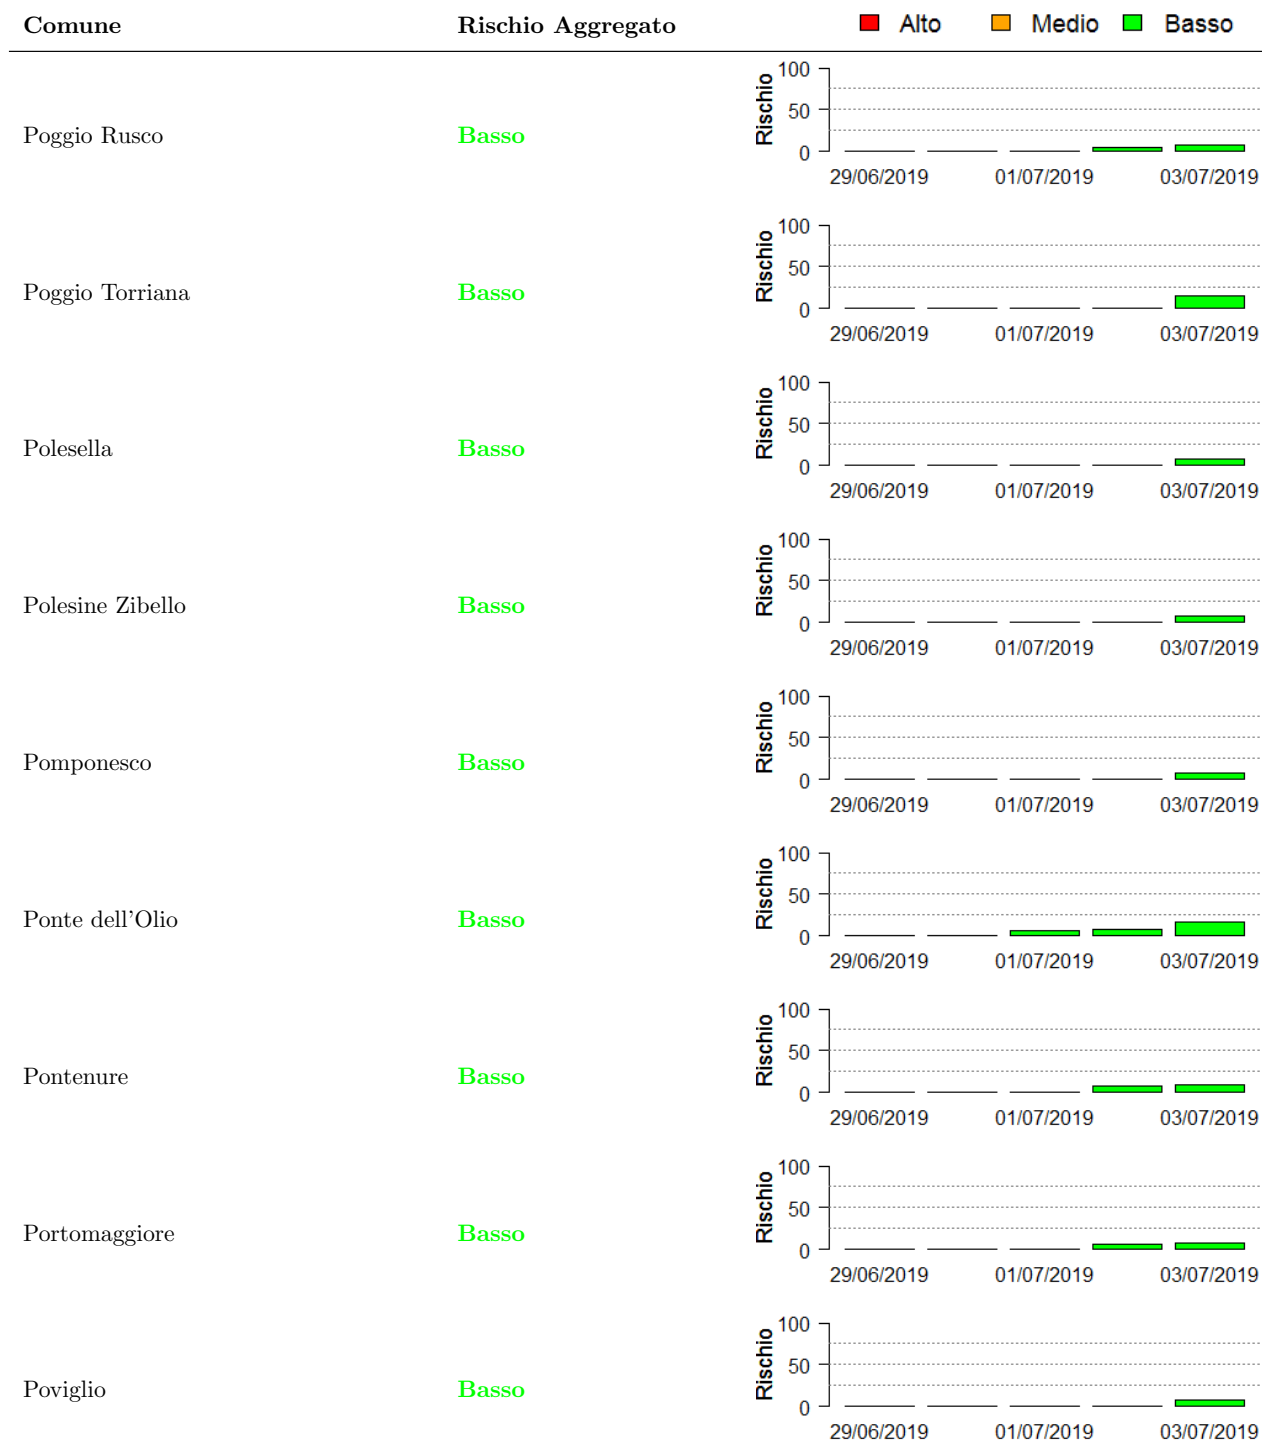 Comune Rischio Aggregato Alto Medio Basso
100
50
0
Rischio
Poggio Rusco Basso
29/06/2019 01/07/2019 03/07/2019
100
50
0
Rischio
Poggio Torriana Basso
29/06/2019 01/07/2019 03/07/2019
100
50
0
Rischio
Polesella Basso
29/06/2019 01/07/2019 03/07/2019
100
50
0
Rischio
Polesine Zibello Basso
29/06/2019 01/07/2019 03/07/2019
100
50
0
Rischio
Pomponesco Basso
29/06/2019 01/07/2019 03/07/2019
100
50
0
Rischio
Ponte dell'Olio Basso
29/06/2019 01/07/2019 03/07/2019
100
50
0
Rischio
Pontenure Basso
29/06/2019 01/07/2019 03/07/2019
100
50
0
Rischio
Portomaggiore Basso
29/06/2019 01/07/2019 03/07/2019
100
50
0
Rischio
Poviglio Basso
29/06/2019 01/07/2019 03/07/2019